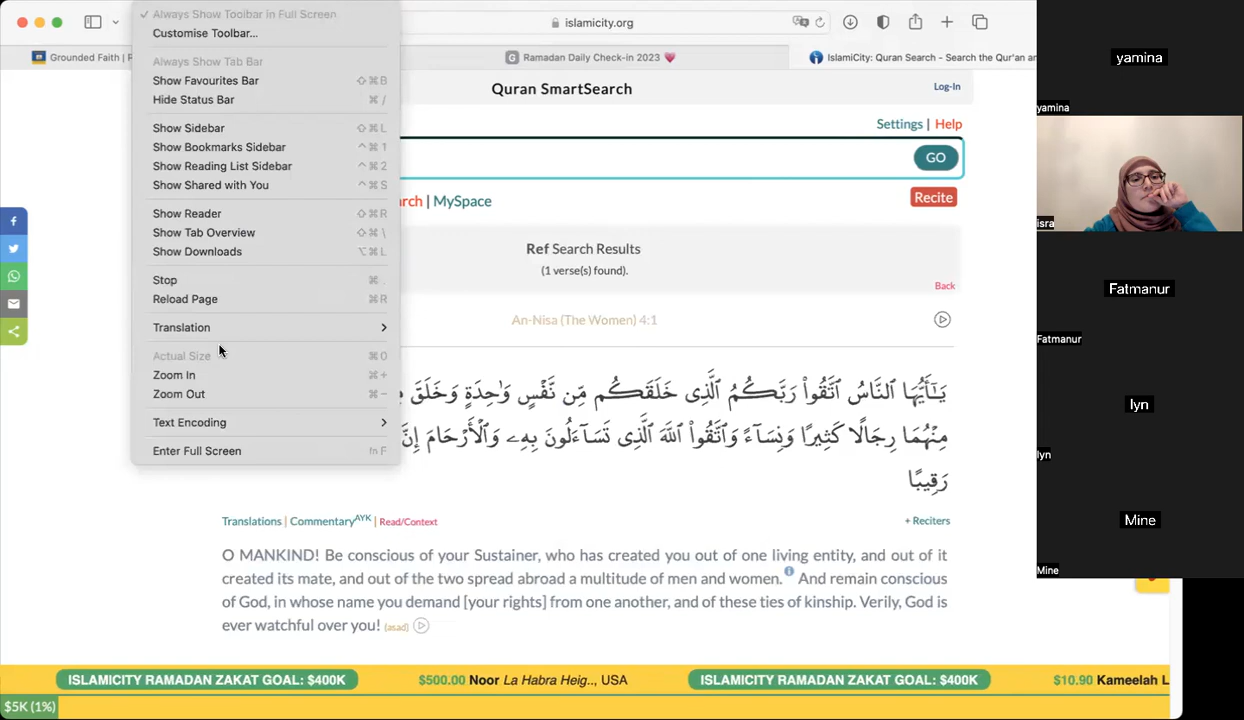 Always Show Toolbar in Full Screen
Customise Toolbar...
Always Show Tab Bar
Show Favourites Bar ⇧⌘B
Hide Status Bar ⌘/
Show Sidebar ⇧⌘L
Show Bookmarks Sidebar ^⌘1
Show Reading List Sidebar ^⌘2
Show Shared with You ^⌘S
Show Reader ⇧⌘R
Show Tab Overview ⇧⌘\
Show Downloads ⌥⌘L
Stop ⌘.
Reload Page ⌘R
Translation
Actual Size ⌘0
Zoom In ⌘+
Zoom Out ⌘−
Text Encoding
Enter Full Screen fn F
islamicity.org
Grounded Faith |
Ramadan Daily Check-in 2023
IslamiCity: Quran Search - Search the Qur'an an
Quran SmartSearch
Log-In
Settings | Help
GO
rch | MySpace
Recite
Ref Search Results
(1 verse(s) found).
Back
An-Nisa (The Women) 4:1
يَـٰٓأَيُّهَا ٱلنَّاسُ ٱتَّقُوا۟ رَبَّكُمُ ٱلَّذِى خَلَقَكُم مِّن نَّفْسٍ وَٰحِدَةٍ وَخَلَقَ
مِنْهُمَا رِجَالًا كَثِيرًا وَنِسَآءً وَٱتَّقُوا۟ ٱللَّهَ ٱلَّذِى تَسَآءَلُونَ بِهِۦ وَٱلْأَرْحَامَ إِنَّ
رَقِيبًا
Translations | CommentaryAYK | Read/Context
+ Reciters
O MANKIND! Be conscious of your Sustainer, who has created you out of one living entity, and out of it
created its mate, and out of the two spread abroad a multitude of men and women. And remain conscious
of God, in whose name you demand [your rights] from one another, and of these ties of kinship. Verily, God is
ever watchful over you! (asad)
ISLAMICITY RAMADAN ZAKAT GOAL: $400K
$500.00 Noor La Habra Heig.., USA
ISLAMICITY RAMADAN ZAKAT GOAL: $400K
$10.90 Kameelah L
$5K (1%)
yamina
yamina
isra
Fatmanur
Fatmanur
lyn
lyn
Mine
Mine